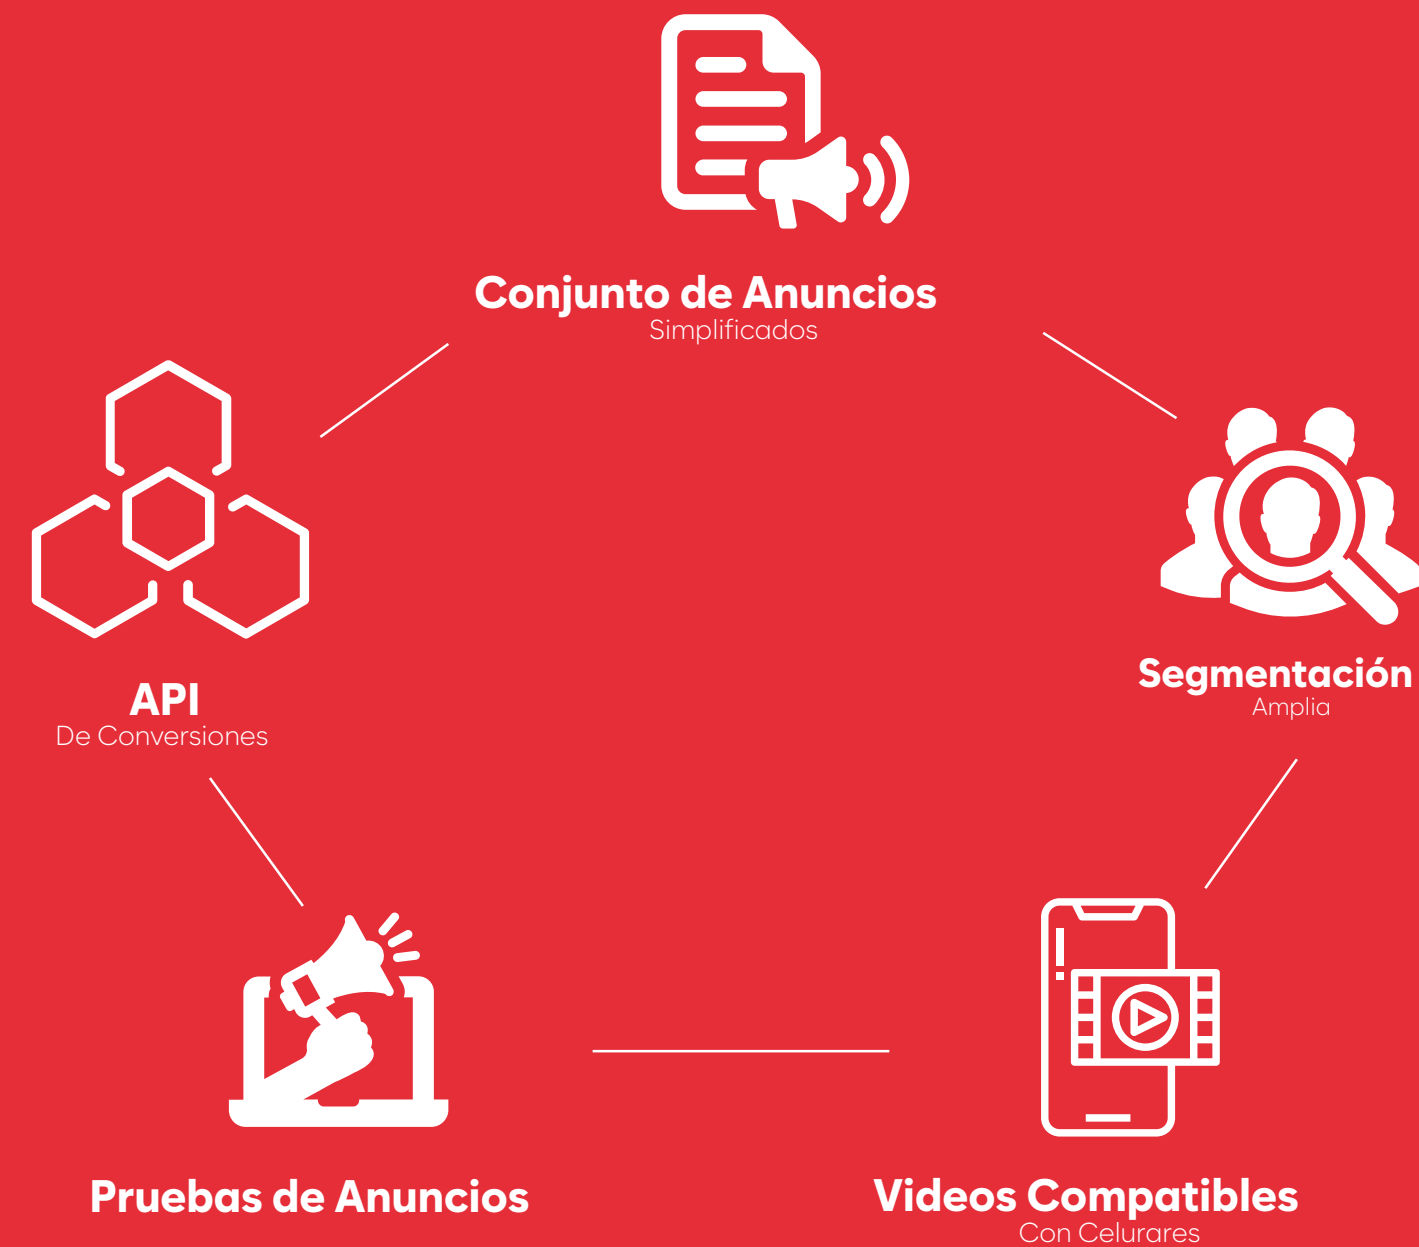 Conjunto de Anuncios
Simplificados
Segmentación
Amplia
API
De Conversiones
Pruebas de Anuncios
Videos Compatibles
Con Celurares